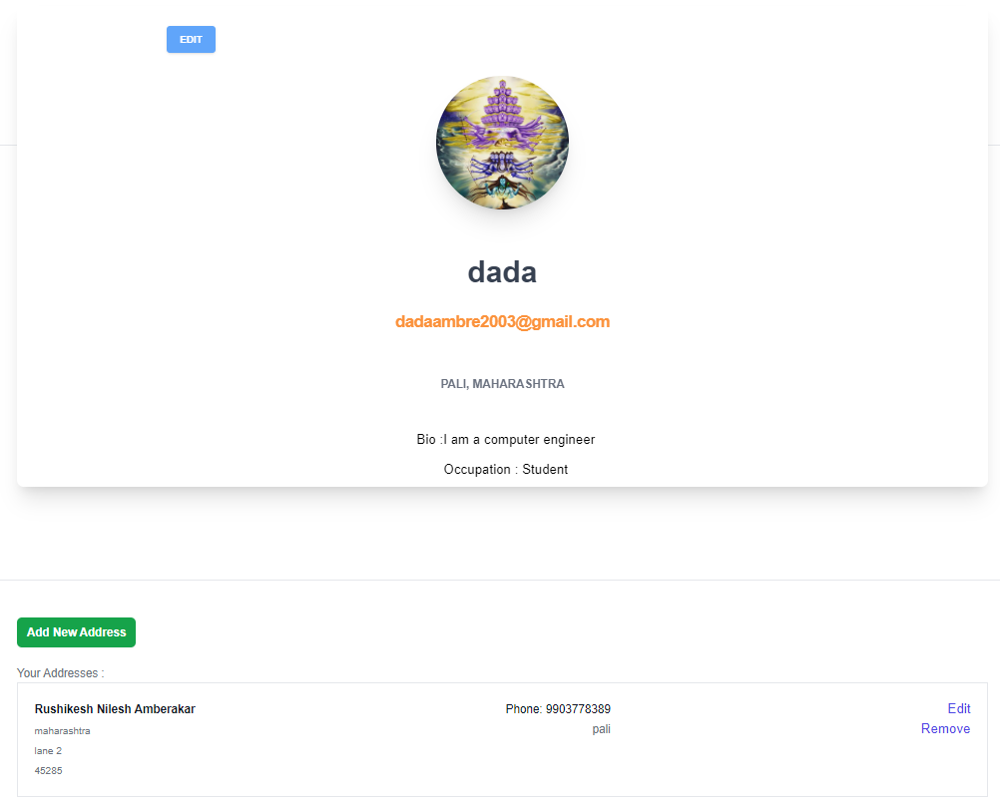 EDIT
dada
dadaambre2003@gmail.com
PALI, MAHARASHTRA
Bio :I am a computer engineer
Occupation : Student
Add New Address
Your Addresses :
Rushikesh Nilesh Amberakar
maharashtra
lane 2
45285
Phone: 9903778389
pali
Edit
Remove